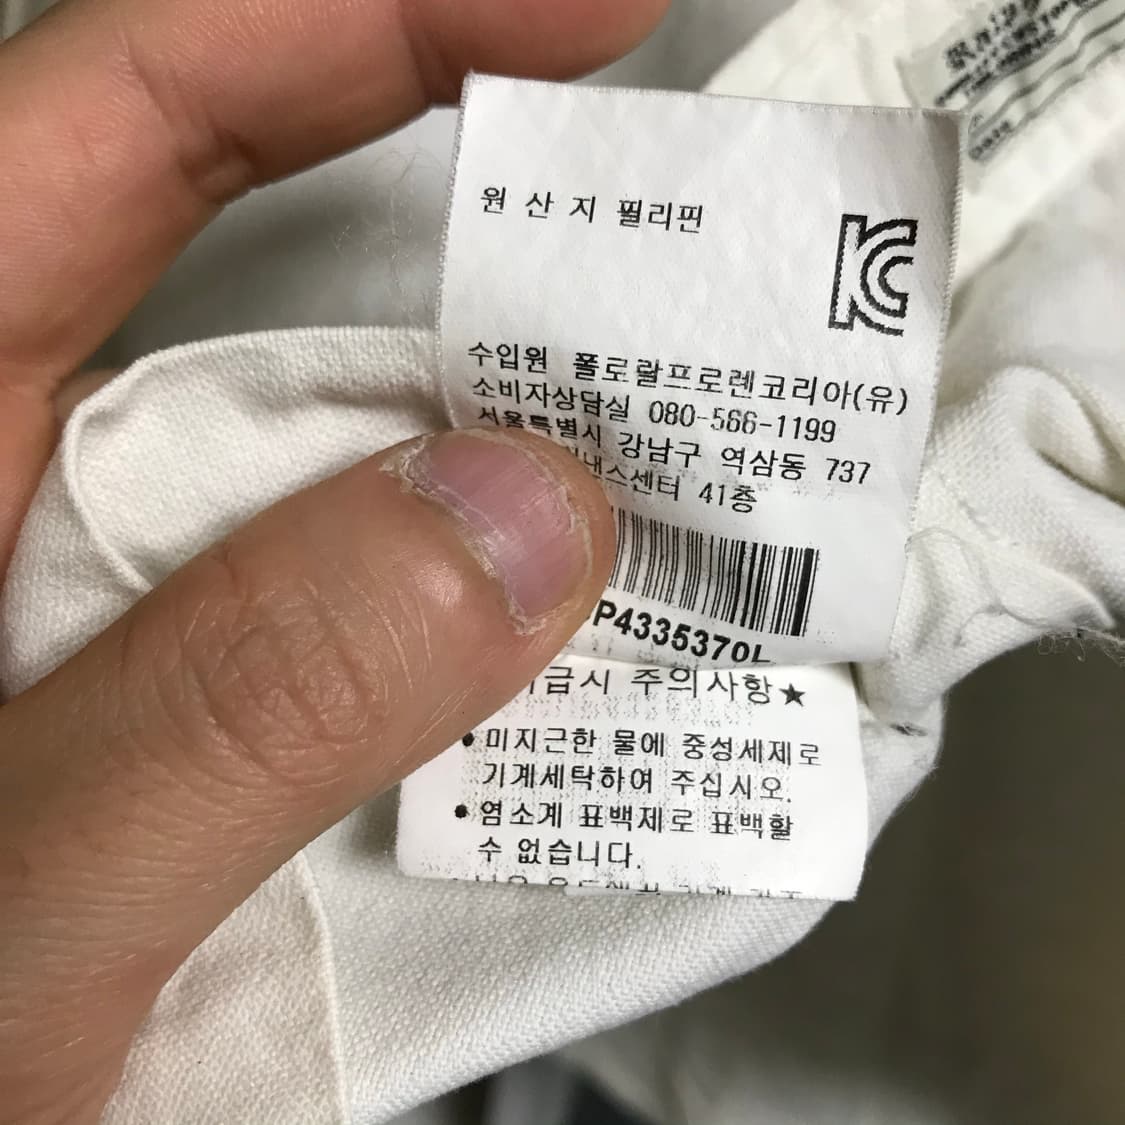 원 산 지 필리핀
KC
수입원 폴로랄프로렌코리아(유)
소비자상담실 080-566-1199
서울특별시 강남구 역삼동 737
센터 41층
P4335370L
급시 주의사항★
• 미지근한 물에 중성세제로
기계세탁하여 주십시오.
• 염소계 표백제로 표백할
수 없습니다.